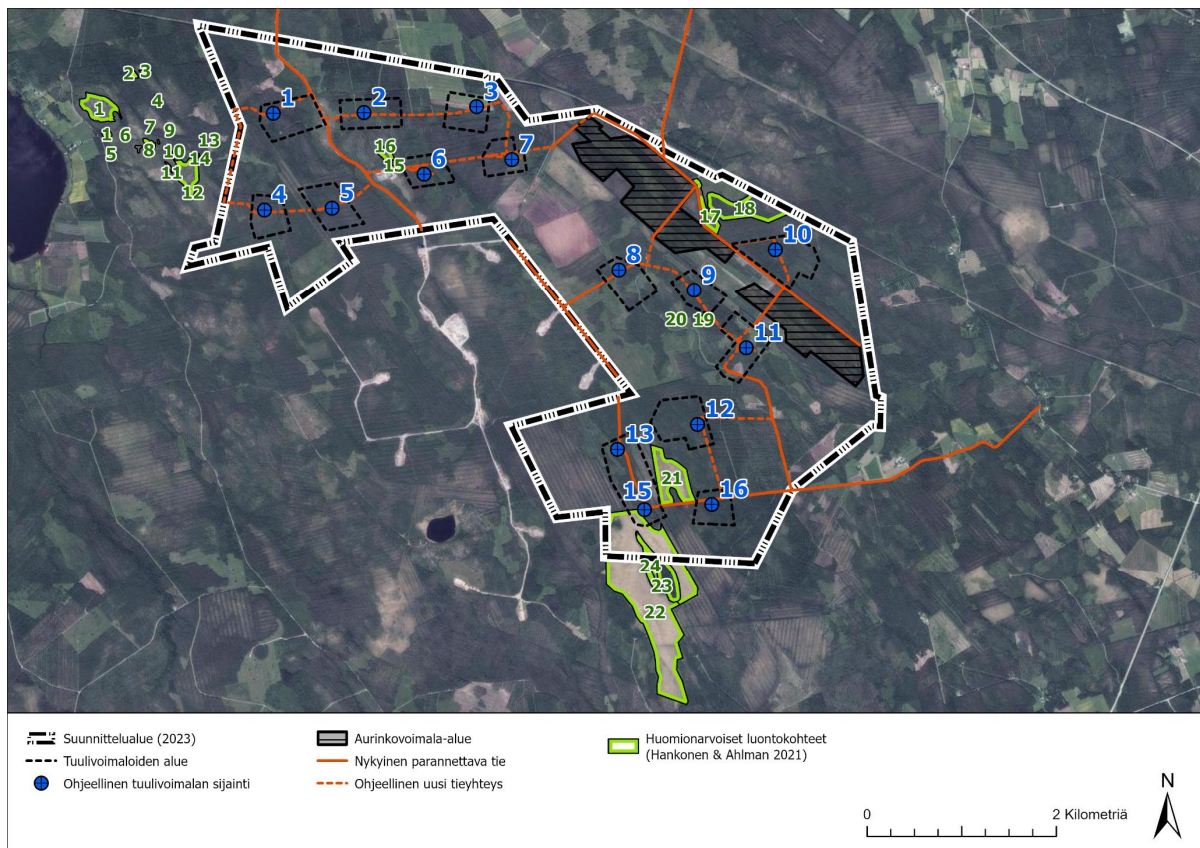 2 3
1
4
1 6 7 9
5 8 10 13
14
11
12
1
2
3
16
15
6
7
4
5
17
18
10
8
9
20 19
11
12
13
21
15
16
24
23
22
Suunnittelualue (2023)
Tuulivoimaloiden alue
Ohjeellinen tuulivoimalan sijainti
Aurinkovoimala-alue
Nykyinen parannettava tie
Ohjeellinen uusi tieyhteys
Huomionarvoiset luontokohteet
(Hankonen & Ahlman 2021)
0 2 Kilometriä
N